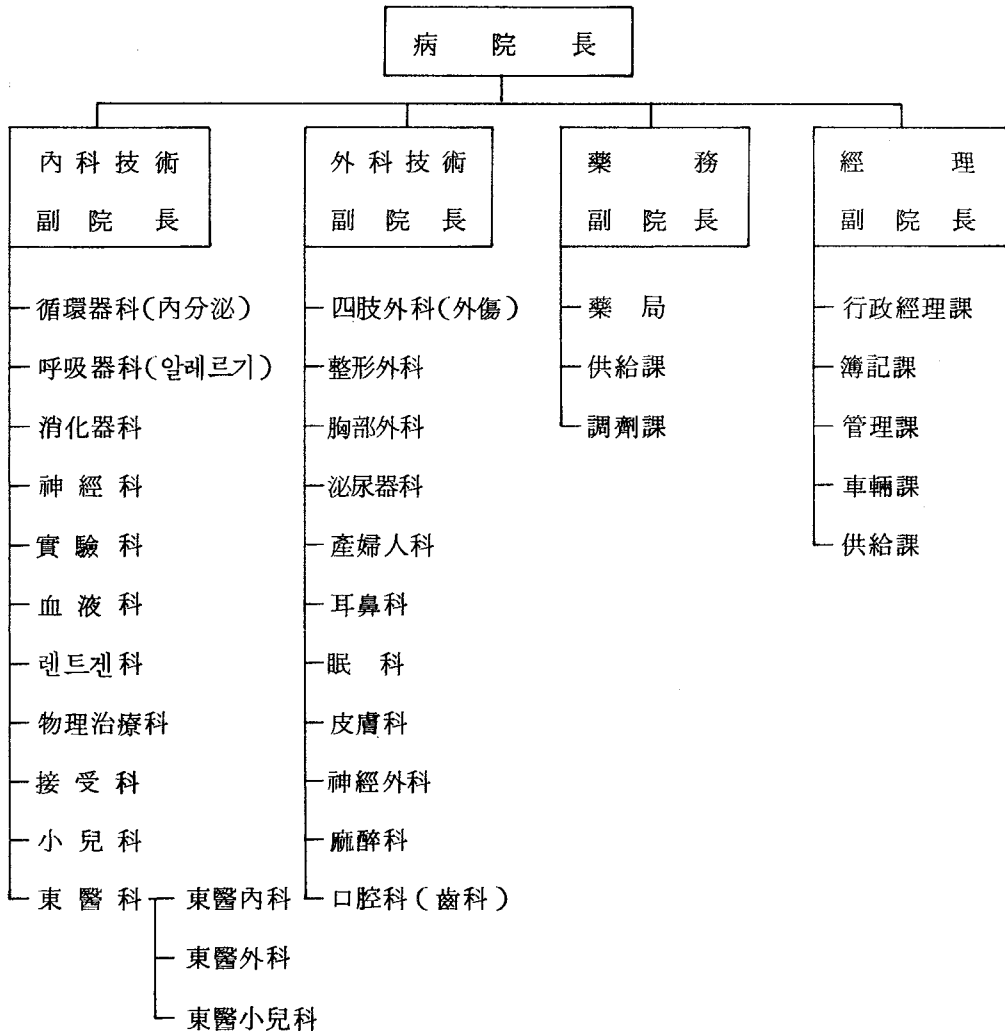 病院長
內科技術
副院長
循環器科(內分泌)
呼吸器科(알레르기)
消化器科
神經科
實驗科
血液科
렌트겐科
物理治療科
接受科
小兒科
東醫科
東醫內科
東醫外科
東醫小兒科
外科技術
副院長
四肢外科(外傷)
整形外科
胸部外科
泌尿器科
產婦人科
耳鼻科
眠科
皮膚科
神經外科
痲醉科
口腔科(齒科)
藥務
副院長
藥局
供給課
調劑課
經理
副院長
行政經理課
簿記課
管理課
車輛課
供給課